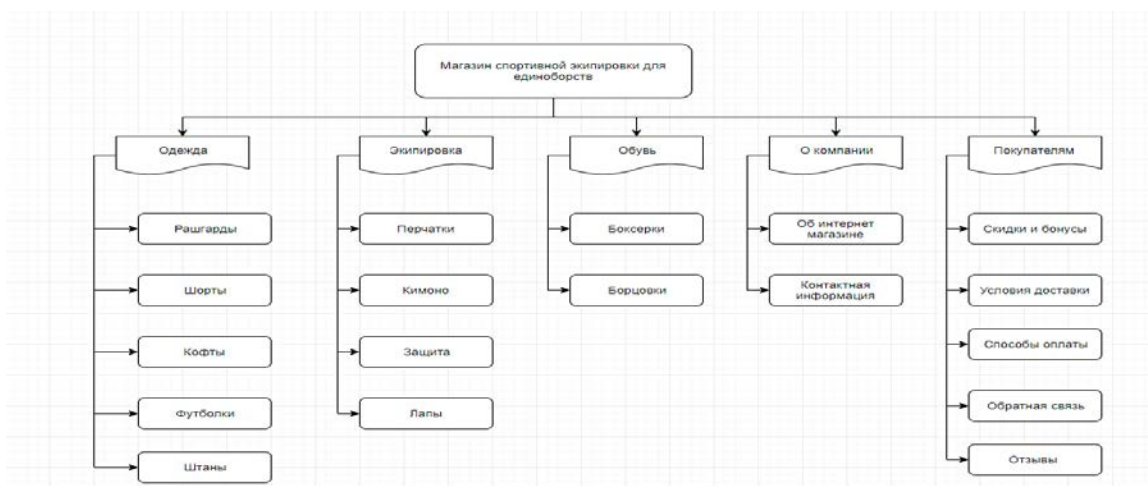 Магазин спортивной экипировки для
единоборств
Одежда
Экипировка
Обувь
О компании
Покупателям
Рашгарды
Перчатки
Боксерки
Об интернет
магазине
Скидки и бонусы
Шорты
Кимоно
Борцовки
Контактная
информация
Условия доставки
Кофты
Защита
Способы оплаты
Футболки
Лапы
Обратная связь
Штаны
Отзывы